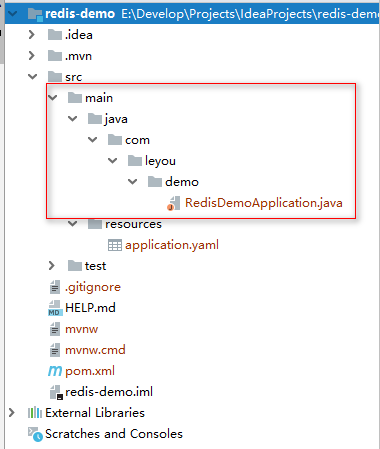 redis-demo E:\Develop\Projects\IdeaProjects\redis-demo
.idea
.mvn
src
main
java
com
leyou
demo
RedisDemoApplication.java
resources
application.yaml
test
.gitignore
HELP.md
mvnw
mvnw.cmd
pom.xml
redis-demo.iml
External Libraries
Scratches and Consoles